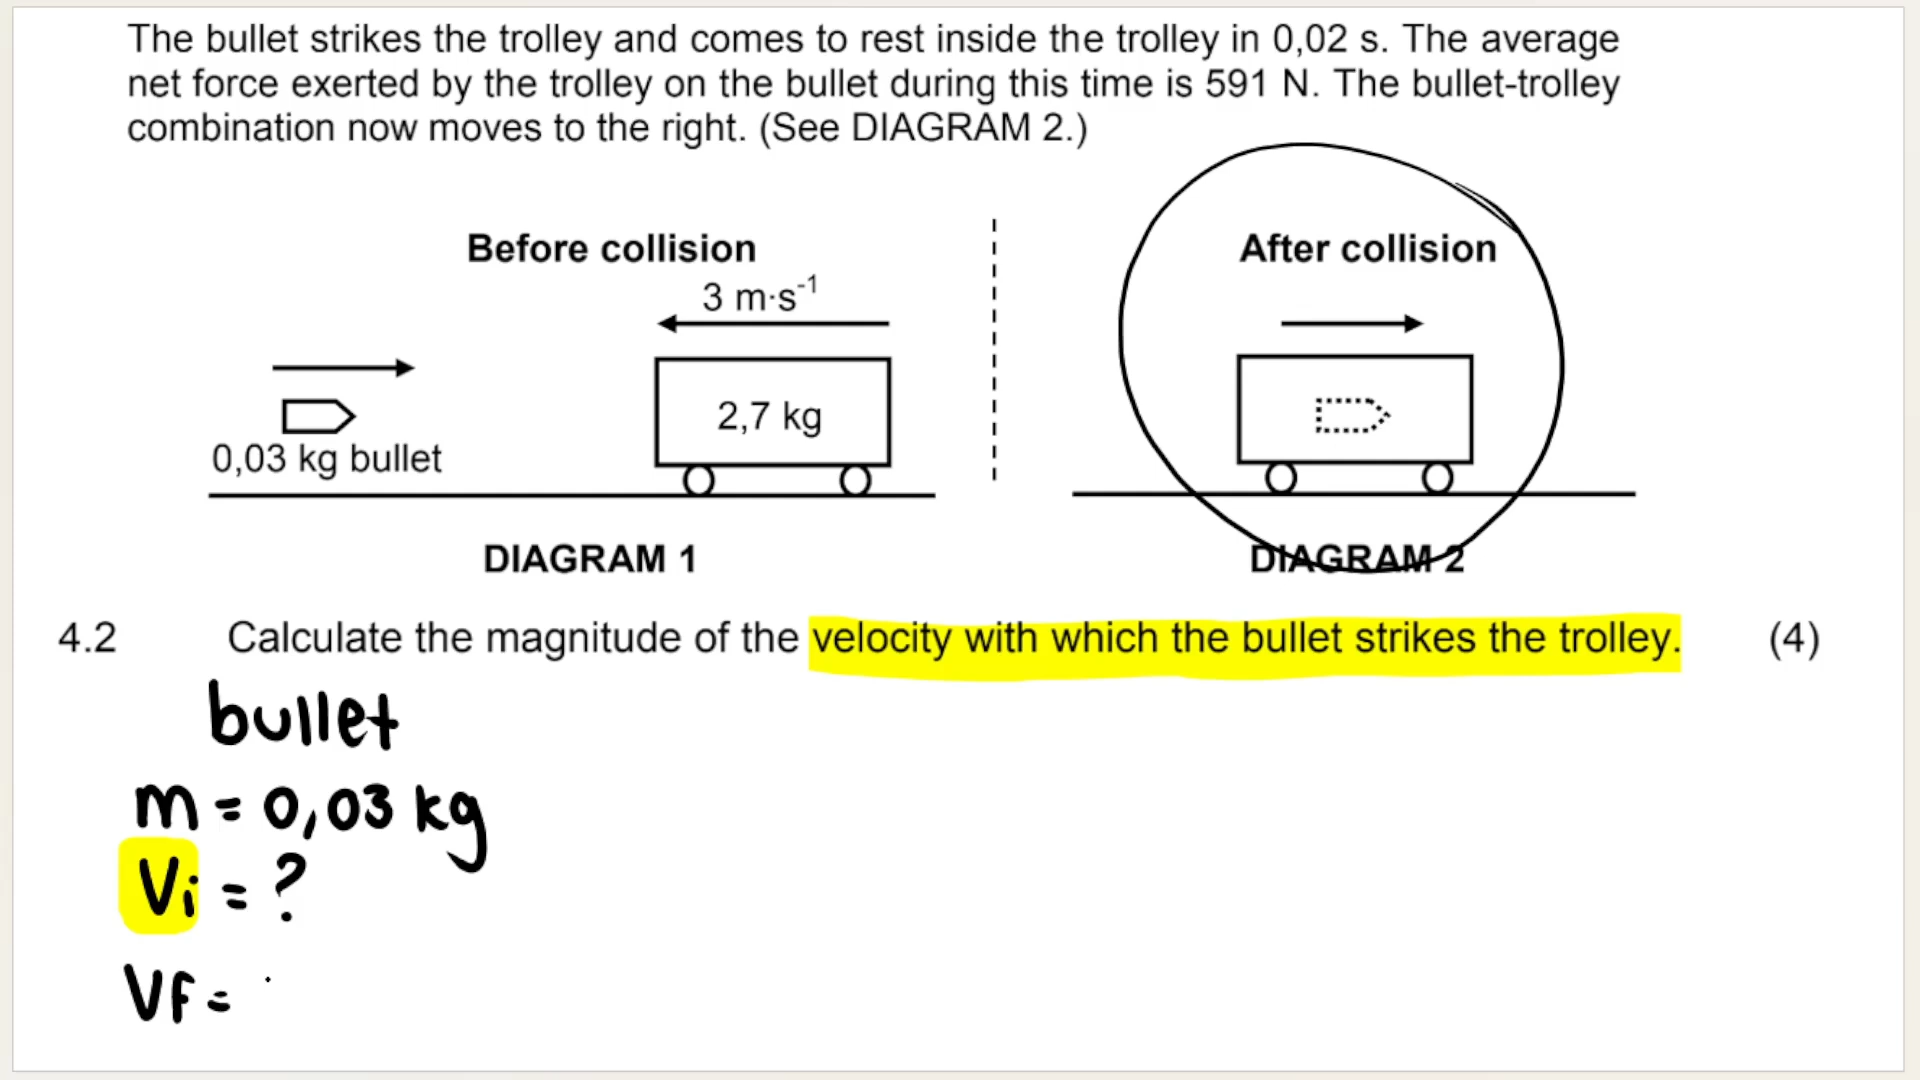 The bullet strikes the trolley and comes to rest inside the trolley in 0,02 s. The average
net force exerted by the trolley on the bullet during this time is 591 N. The bullet-trolley
combination now moves to the right. (See DIAGRAM 2.)
Before collision
3 m·s⁻¹
2,7 kg
0,03 kg bullet
DIAGRAM 1
After collision
DIAGRAM 2
4.2 Calculate the magnitude of the velocity with which the bullet strikes the trolley. (4)
bullet
m = 0,03 kg
Vi = ?
Vf =